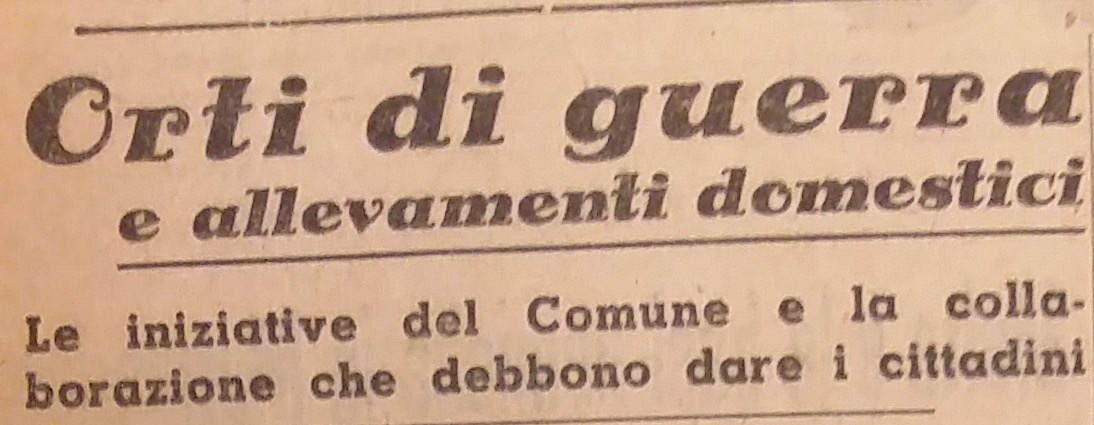 Orti di guerra
e allevamenti domestici
Le iniziative del Comune e la colla-
borazione che debbono dare i cittadini